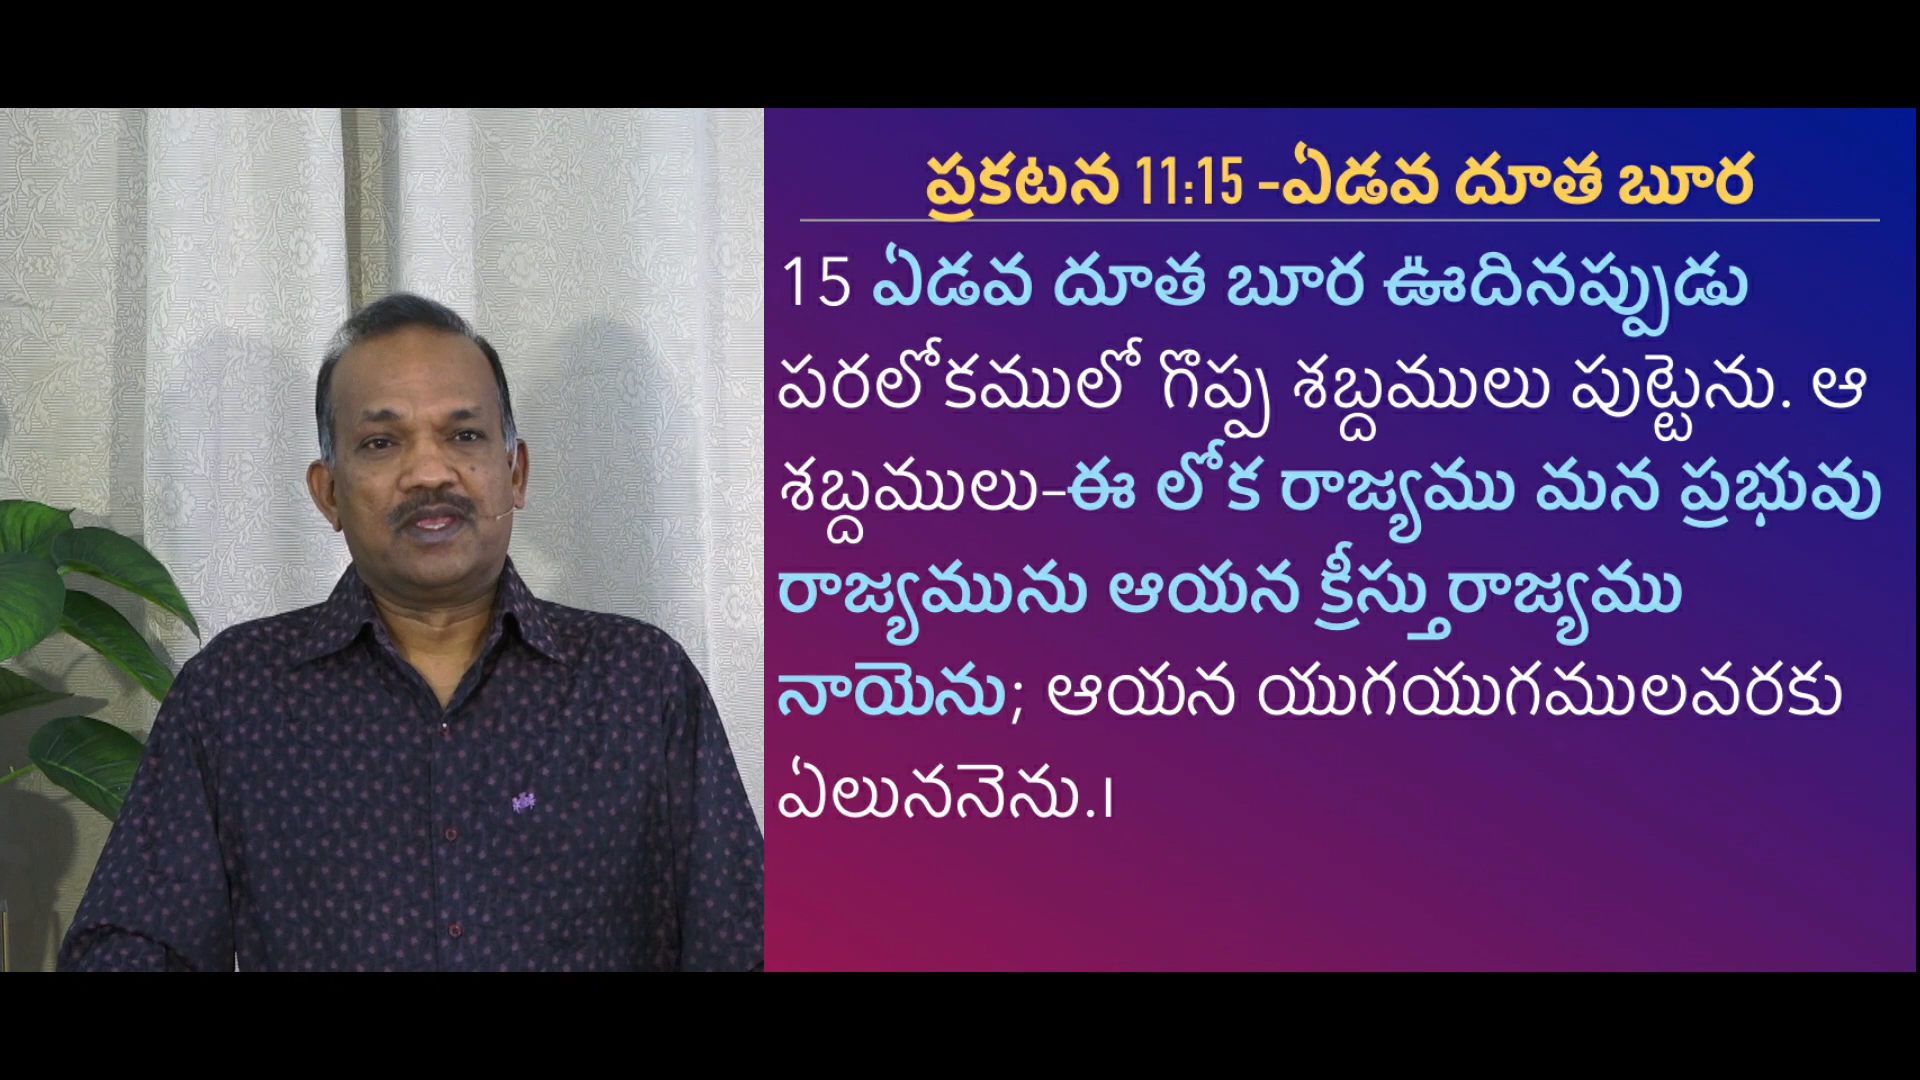 ప్రకటన 11:15 -ఏడవ దూత బూర
15 ఏడవ దూత బూర ఊదినప్పుడు
పరలోకములో గొప్ప శబ్దములు పుట్టెను. ఆ
శబ్దములు-ఈ లోక రాజ్యము మన ప్రభువు
రాజ్యమును ఆయన క్రీస్తురాజ్యము
నాయెను; ఆయన యుగయుగములవరకు
ఏలుననెను.।